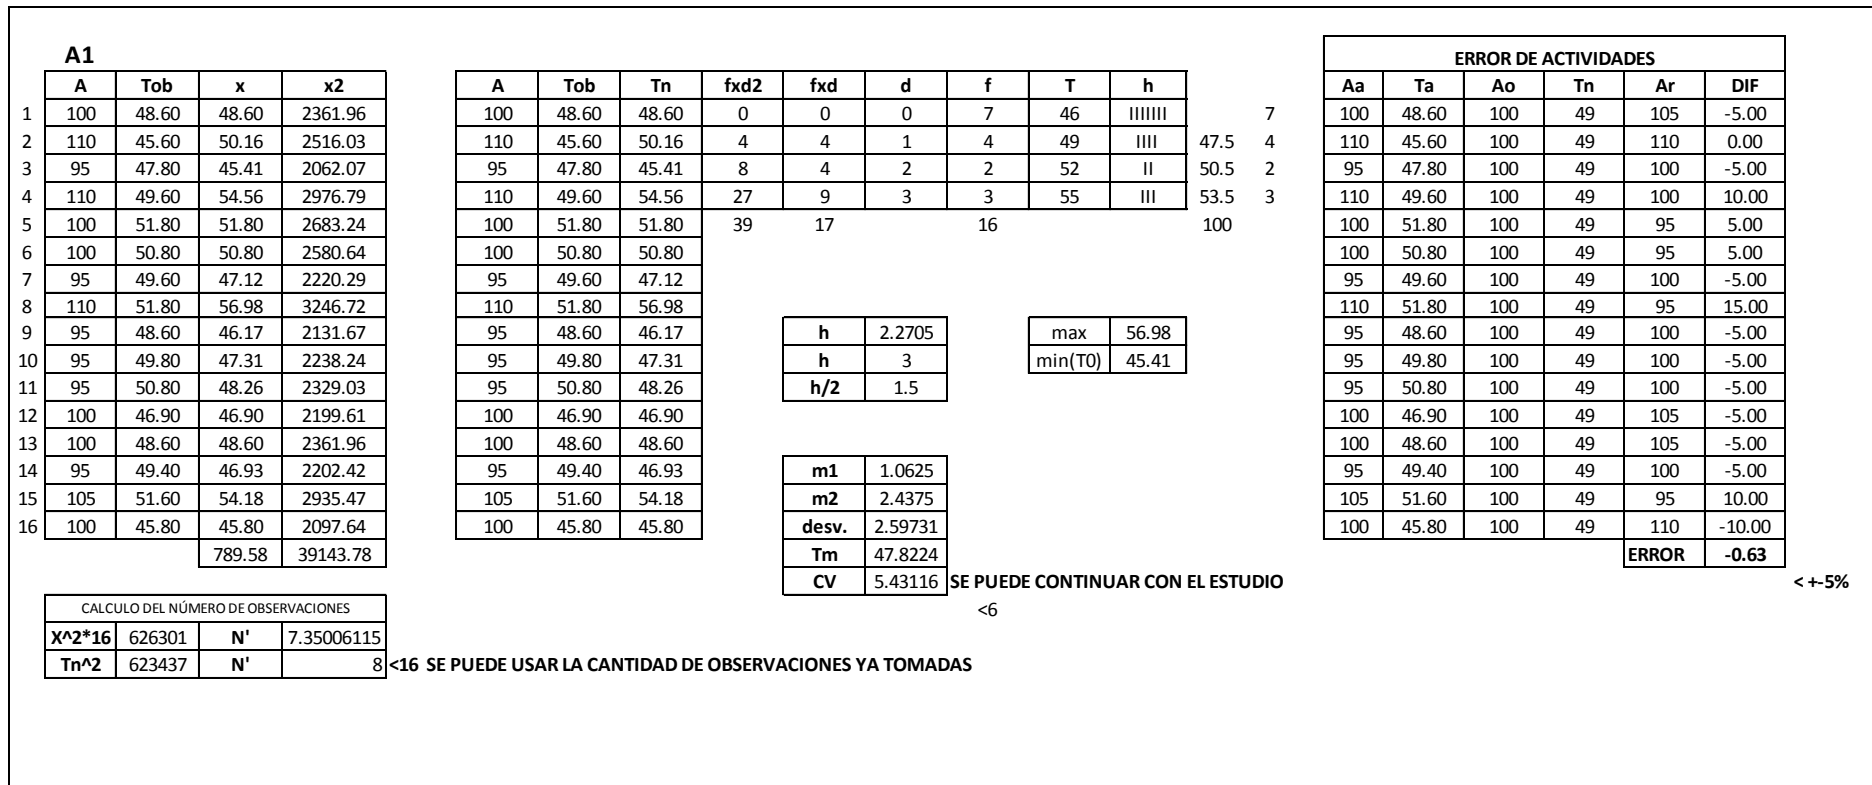 A1
ERROR DE ACTIVIDADES
A Tob x x2 A Tob Tn fxd2 fxd d f T h Aa Ta Ao Tn Ar DIF
1 100 48.60 48.60 2361.96 100 48.60 48.60 0 0 0 7 46 IIIIIII 7 100 48.60 100 49 105 -5.00
2 110 45.60 50.16 2516.03 110 45.60 50.16 4 4 1 4 49 IIII 47.5 4 110 45.60 100 49 110 0.00
3 95 47.80 45.41 2062.07 95 47.80 45.41 8 4 2 2 52 II 50.5 2 95 47.80 100 49 100 -5.00
4 110 49.60 54.56 2976.79 110 49.60 54.56 27 9 3 3 55 III 53.5 3 110 49.60 100 49 100 10.00
5 100 51.80 51.80 2683.24 100 51.80 51.80 39 17 16 100 100 51.80 100 49 95 5.00
6 100 50.80 50.80 2580.64 100 50.80 50.80 100 50.80 100 49 95 5.00
7 95 49.60 47.12 2220.29 95 49.60 47.12 95 49.60 100 49 100 -5.00
8 110 51.80 56.98 3246.72 110 51.80 56.98 110 51.80 100 49 95 15.00
9 95 48.60 46.17 2131.67 95 48.60 46.17 h 2.2705 max 56.98 95 48.60 100 49 100 -5.00
10 95 49.80 47.31 2238.24 95 49.80 47.31 h 3 min(T0) 45.41 95 49.80 100 49 100 -5.00
11 95 50.80 48.26 2329.03 95 50.80 48.26 h/2 1.5 95 50.80 100 49 100 -5.00
12 100 46.90 46.90 2199.61 100 46.90 46.90 100 46.90 100 49 105 -5.00
13 100 48.60 48.60 2361.96 100 48.60 48.60 100 48.60 100 49 105 -5.00
14 95 49.40 46.93 2202.42 95 49.40 46.93 m1 1.0625 95 49.40 100 49 100 -5.00
15 105 51.60 54.18 2935.47 105 51.60 54.18 m2 2.4375 105 51.60 100 49 95 10.00
16 100 45.80 45.80 2097.64 100 45.80 45.80 desv. 2.59731 100 45.80 100 49 110 -10.00
789.58 39143.78 Tm 47.8224 ERROR -0.63
CV 5.43116 SE PUEDE CONTINUAR CON EL ESTUDIO < +-5%
CALCULO DEL NÚMERO DE OBSERVACIONES <6
X^2*16 626301 N' 7.35006115
Tn^2 623437 N' 8 <16 SE PUEDE USAR LA CANTIDAD DE OBSERVACIONES YA TOMADAS